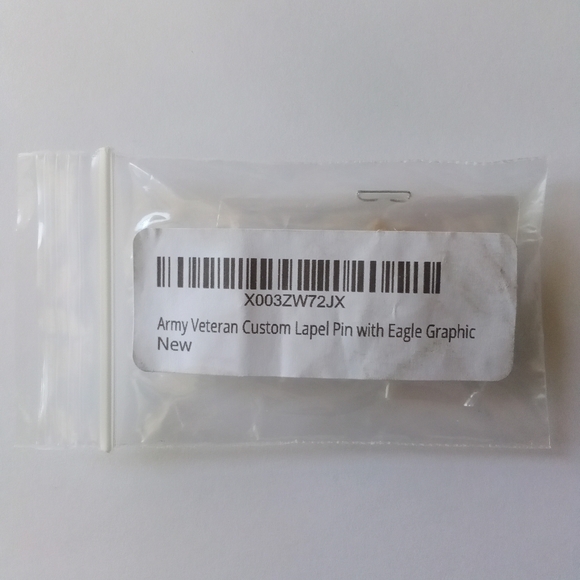 X003ZW72JX
Army Veteran Custom Lapel Pin with Eagle Graphic
New